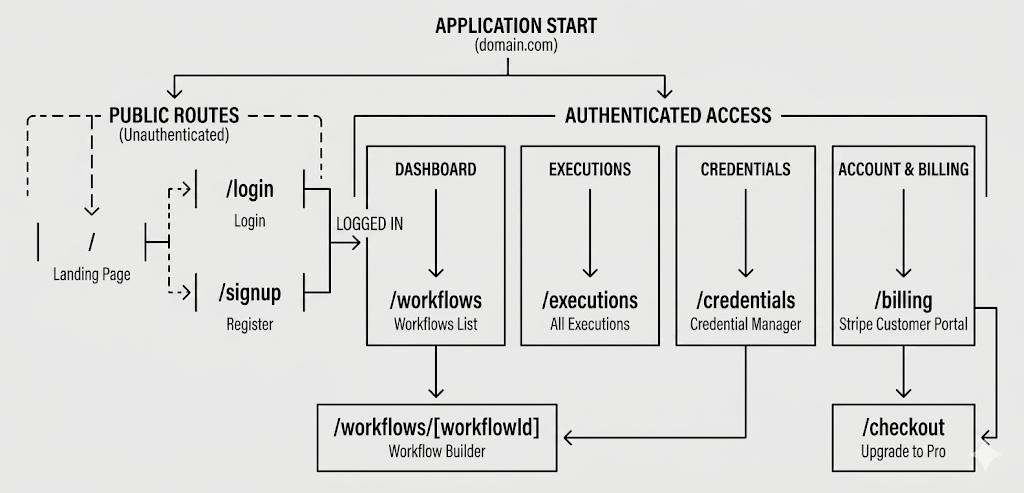 APPLICATION START
(domain.com)
PUBLIC ROUTES
(Unauthenticated)
AUTHENTICATED ACCESS
/login
Login
/
Landing Page
/signup
Register
LOGGED IN
DASHBOARD
/workflows
Workflows List
EXECUTIONS
/executions
All Executions
CREDENTIALS
/credentials
Credential Manager
ACCOUNT & BILLING
/billing
Stripe Customer Portal
/workflows/[workflowId]
Workflow Builder
/checkout
Upgrade to Pro